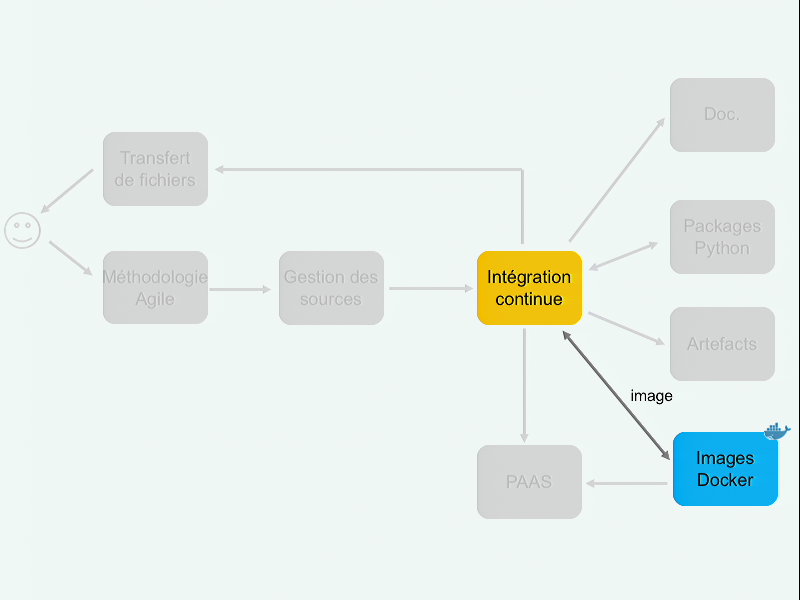 Doc.
Transfert
de fichiers
Packages
Python
Méthodologie
Agile
Gestion des
sources
Intégration
continue
Artefacts
image
Images
Docker
PAAS